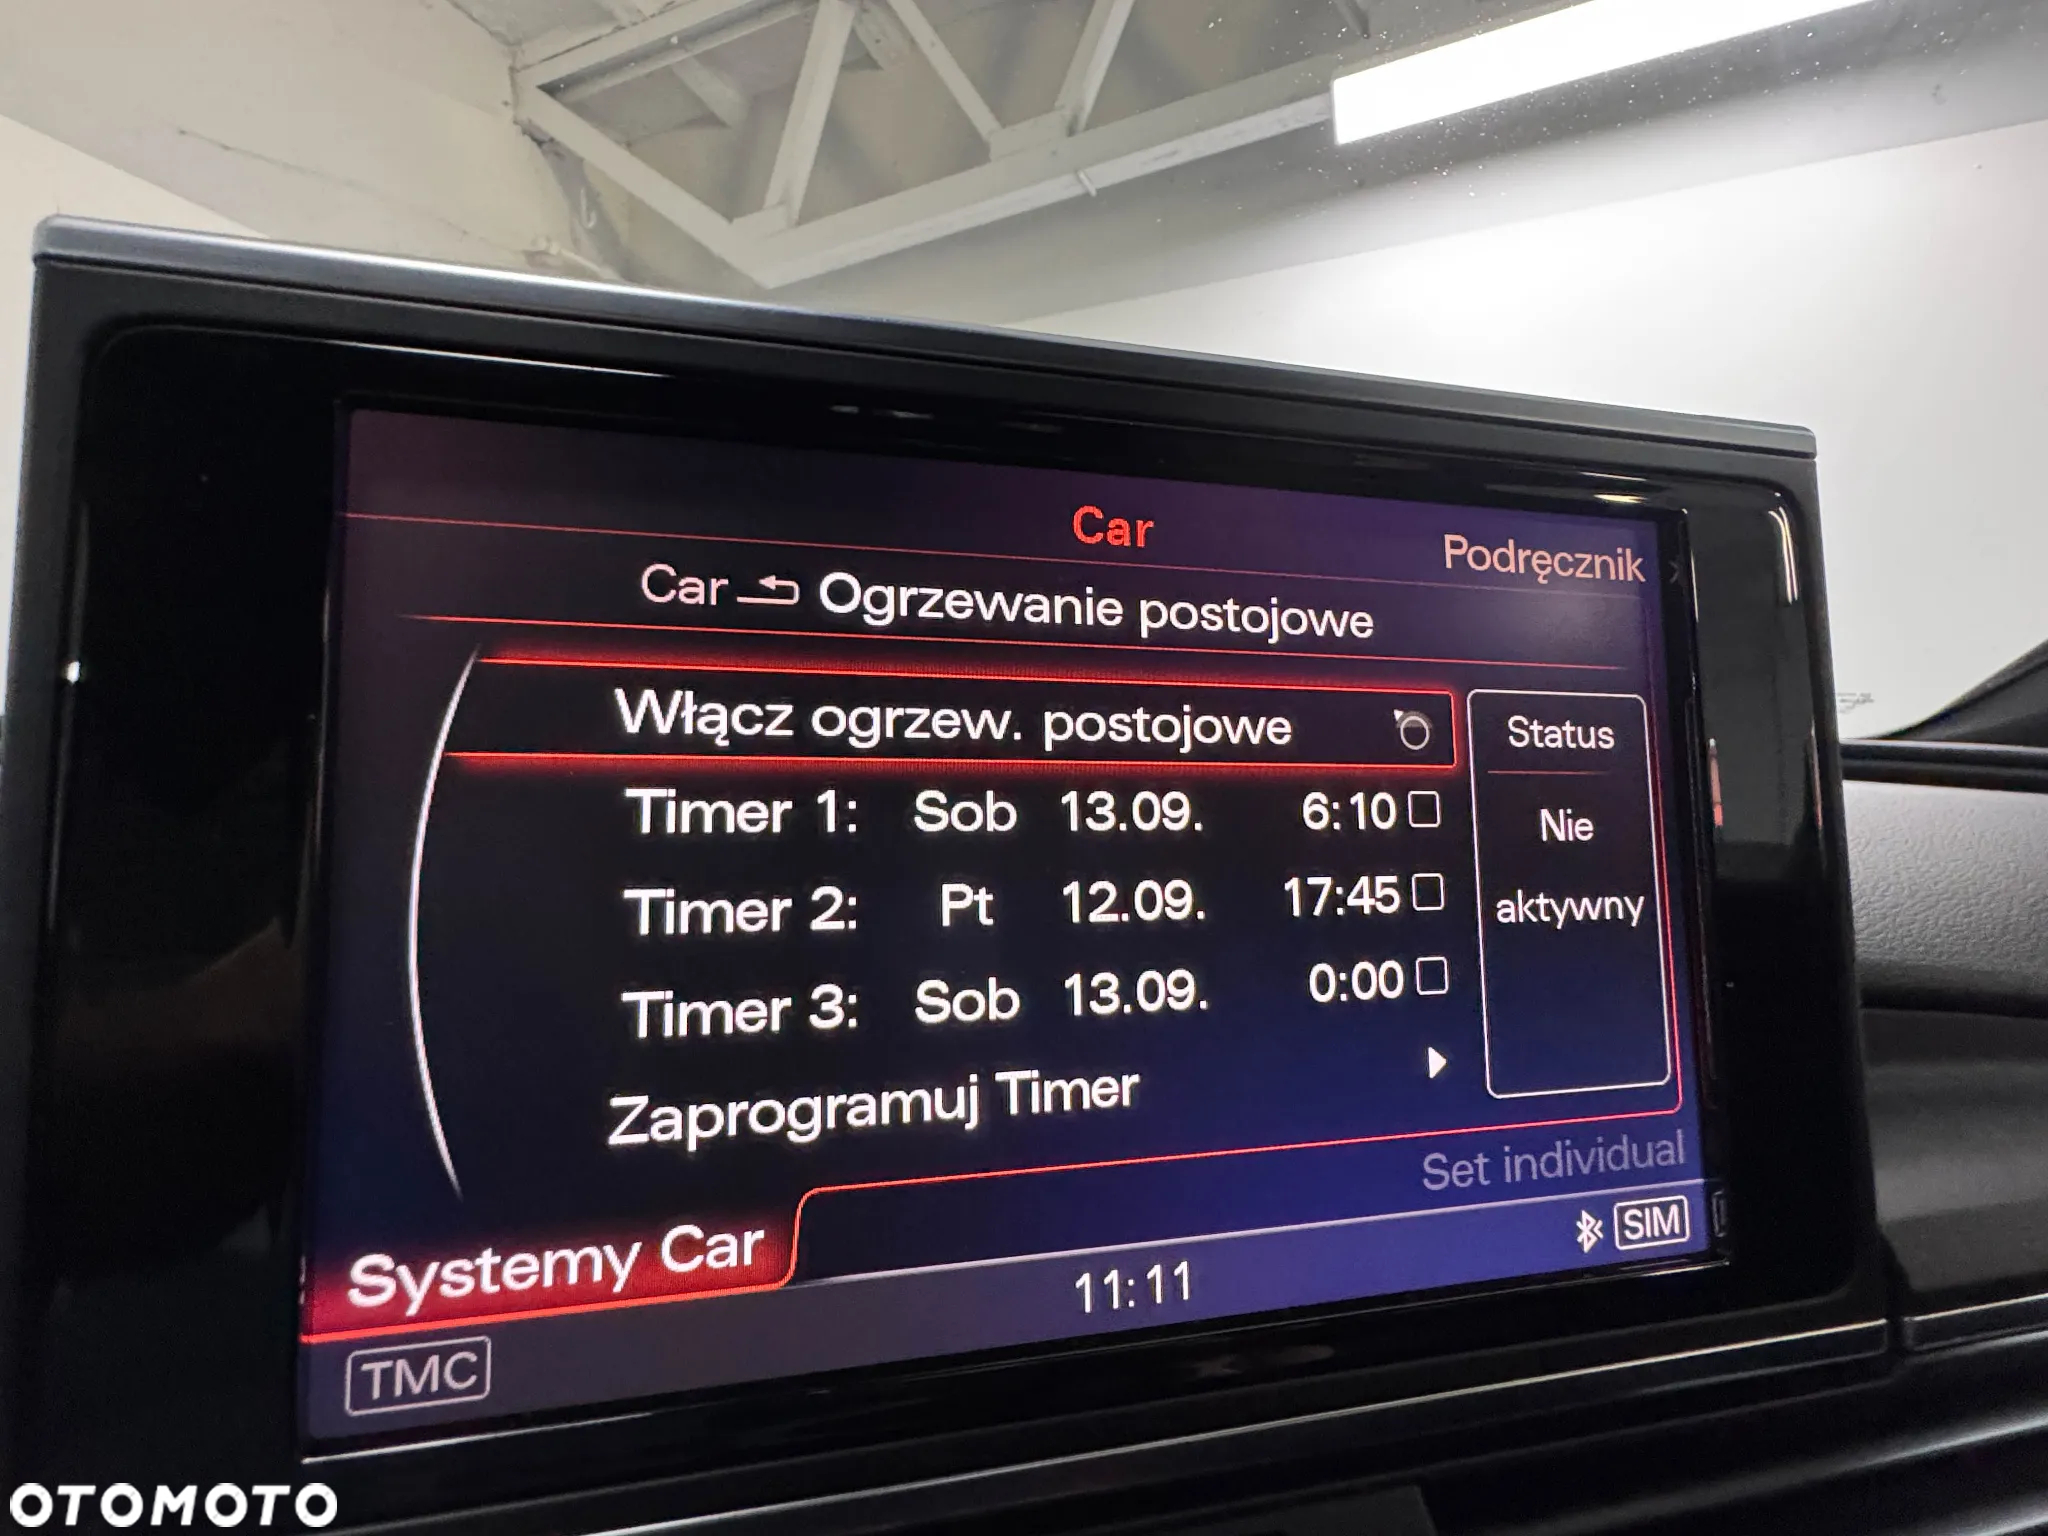 Car
Podręcznik
Car Ogrzewanie postojowe
Włącz ogrzew. postojowe
Timer 1: Sob 13.09. 6:10
Timer 2: Pt 12.09. 17:45
Timer 3: Sob 13.09. 0:00
Zaprogramuj Timer
Status
Nie
aktywny
Set individual
Systemy Car
SIM
11:11
TMC
OTOMOTO